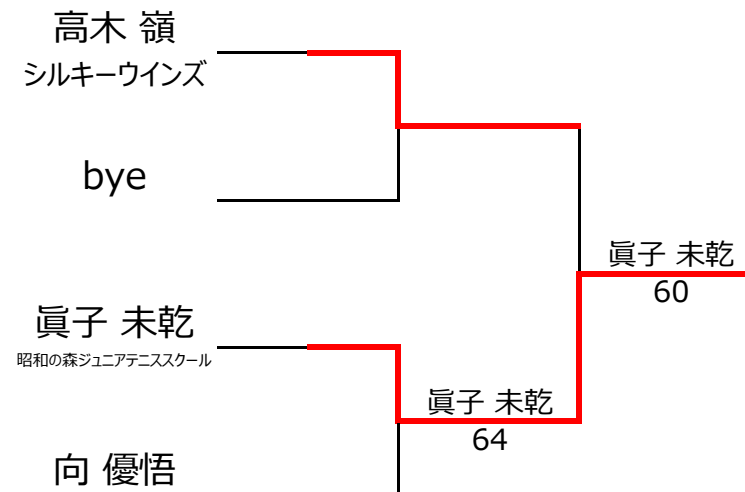 高木 嶺
シルキーウインズ
bye
眞子 未乾
60
眞子 未乾
昭和の森ジュニアテニススクール
眞子 未乾
64
向 優悟